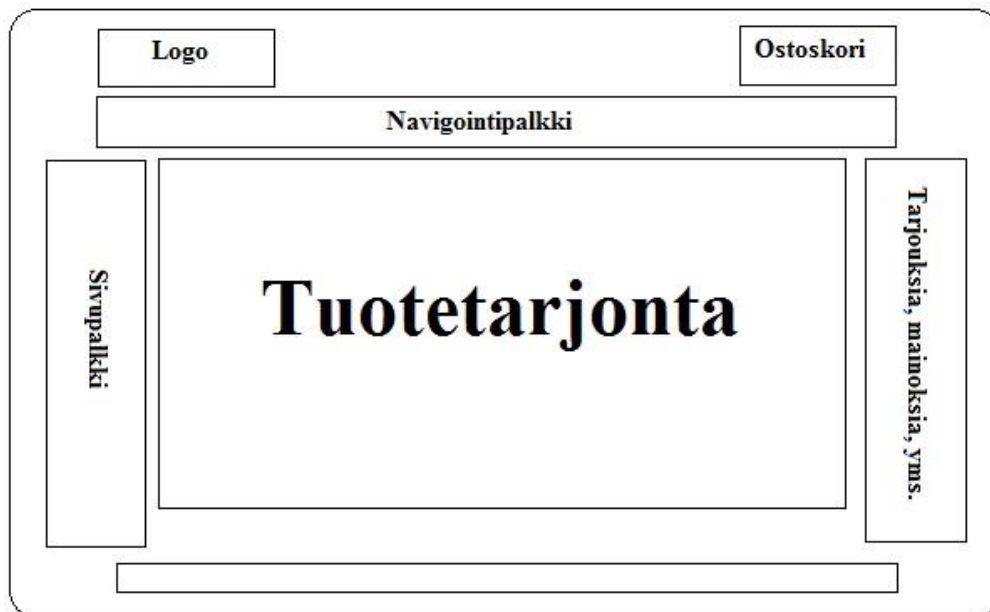 Logo
Ostoskori
Navigointipalkki
Sivupalkki
Tuotetarjonta
Tarjouksia, mainoksia, yms.